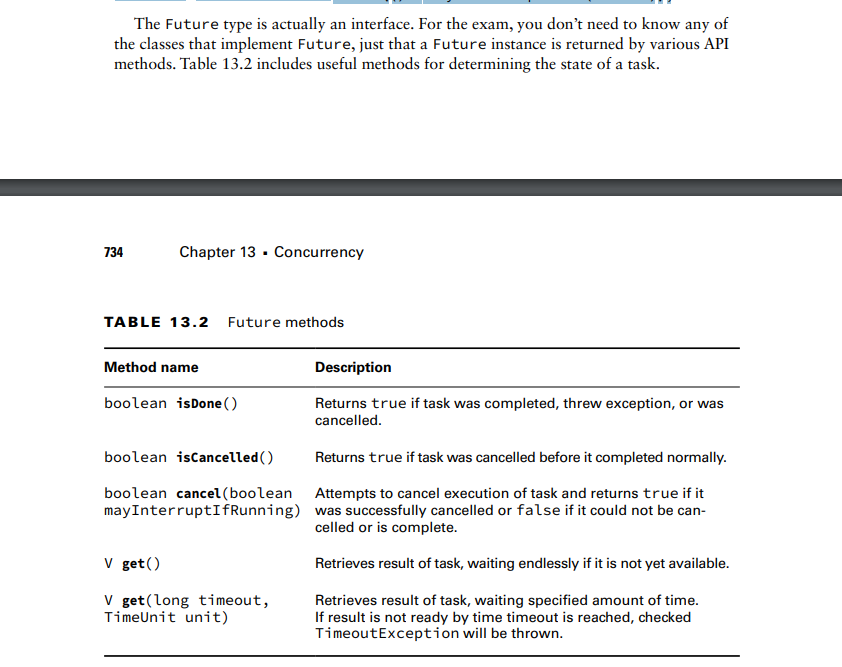 The Future type is actually an interface. For the exam, you don’t need to know any of
the classes that implement Future, just that a Future instance is returned by various API
methods. Table 13.2 includes useful methods for determining the state of a task.
734 Chapter 13 ▪ Concurrency
TABLE 13.2 Future methods
Method name Description
boolean isDone() Returns true if task was completed, threw exception, or was
cancelled.
boolean isCancelled() Returns true if task was cancelled before it completed normally.
boolean cancel(boolean Attempts to cancel execution of task and returns true if it
mayInterruptIfRunning) was successfully cancelled or false if it could not be can-
celled or is complete.
V get() Retrieves result of task, waiting endlessly if it is not yet available.
V get(long timeout, Retrieves result of task, waiting specified amount of time.
TimeUnit unit) If result is not ready by time timeout is reached, checked
TimeoutException will be thrown.